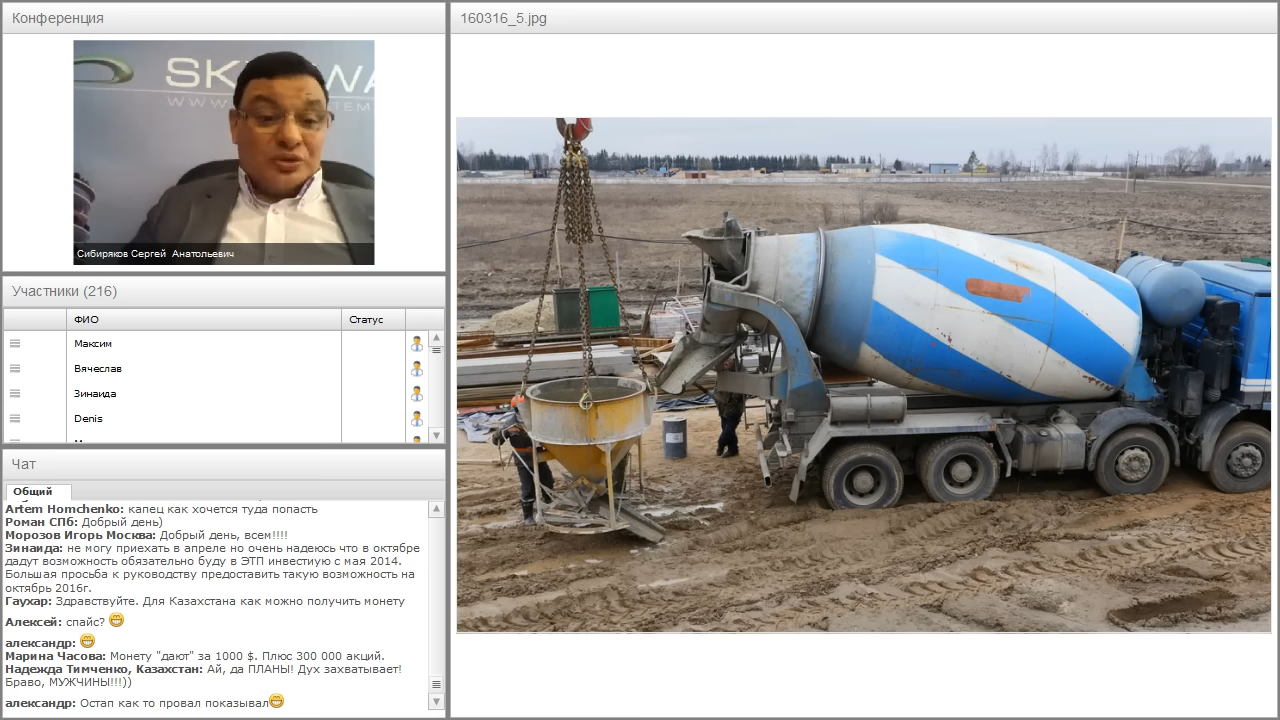 Конференция
160316_5.jpg
SK WA
WWW TEM
Сибиряков Сергей Анатольевич
Участники (216)
ФИО Статус
Максим
Вячеслав
Зинаида
Denis
Чат
Общий
Artem Homchenko: капец как хочется туда попасть
Роман СПб: Добрый день)
Морозов Игорь Москва: Добрый день, всем!!!!
Зинаида: не могу приехать в апреле но очень надеюсь что в октябре
дадут возможность обязательно буду в ЭТП инвестиую с мая 2014.
Большая просьба к руководству предоставить такую возможность на
октябрь 2016г.
Гаухар: Здравствуйте. Для Казахстана как можно получить монету
Алексей: спайс?
александр:
Марина Часова: Монету "дают" за 1000 $. Плюс 300 000 акций.
Надежда Тимченко, Казахстан: Ай, да ПЛАНЫ! Дух захватывает!
Браво, МУЖЧИНЫ!!!))
александр: Остап как то провал показывал